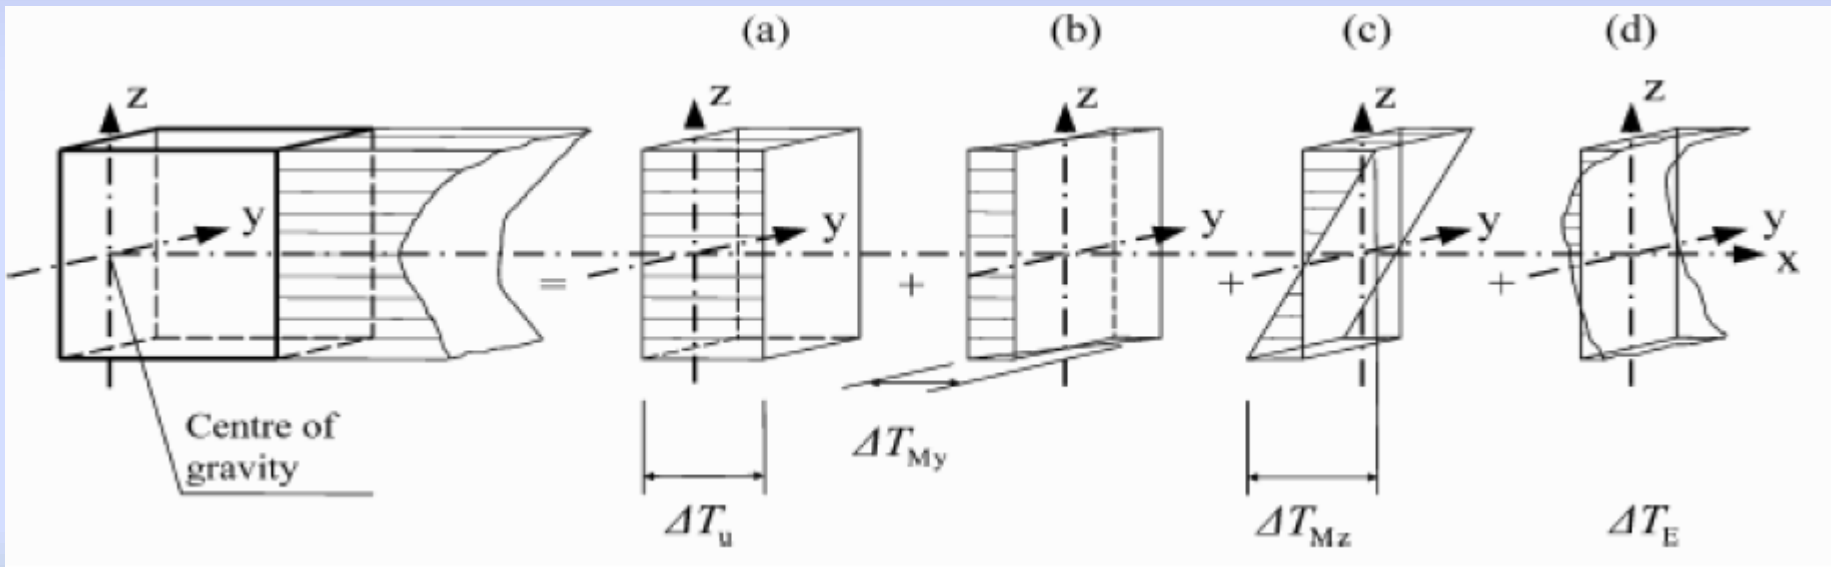 (a) (b) (c) (d)
z z z z z
y y y y y
x
= + + +
Centre of
gravity
ΔT_My
ΔT_u ΔT_Mz ΔT_E